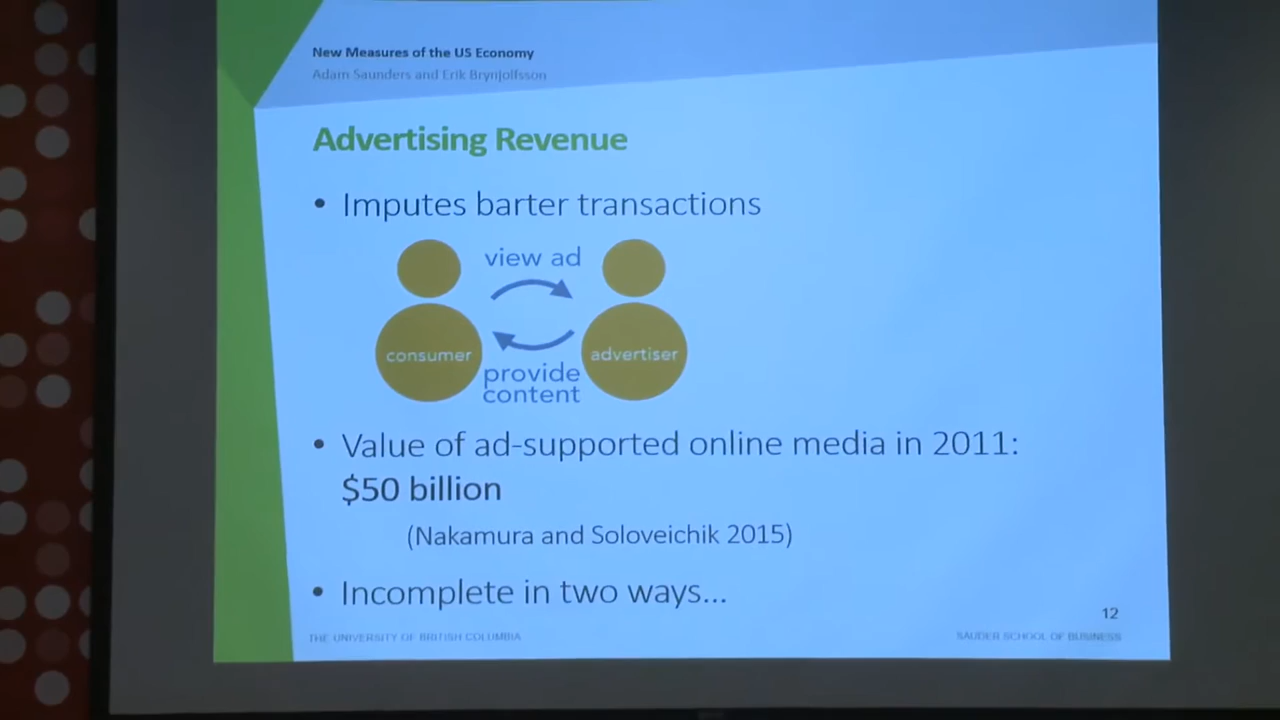 New Measures of the US Economy
Adam Saunders and Erik Brynjolfsson
Advertising Revenue
• Imputes barter transactions
view ad
consumer
advertiser
provide
content
• Value of ad-supported online media in 2011:
$50 billion
(Nakamura and Soloveichik 2015)
• Incomplete in two ways...
12
THE UNIVERSITY OF BRITISH COLUMBIA
SAUDER SCHOOL OF BUSINESS